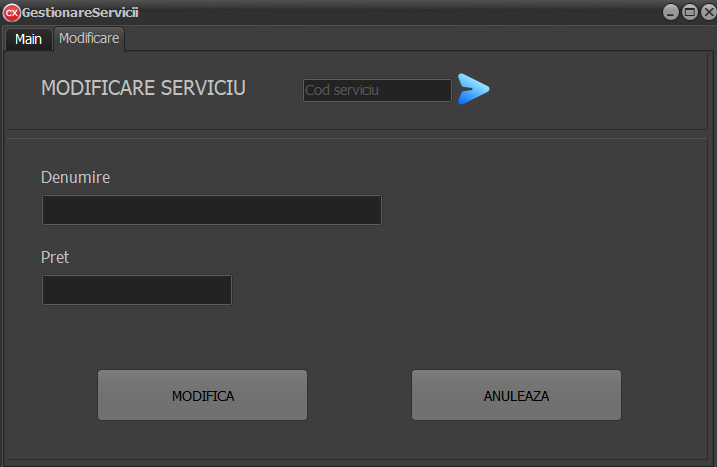 CX GestionareServicii
Main Modificare
MODIFICARE SERVICIU Cod serviciu
Denumire
Pret
MODIFICA ANULEAZA